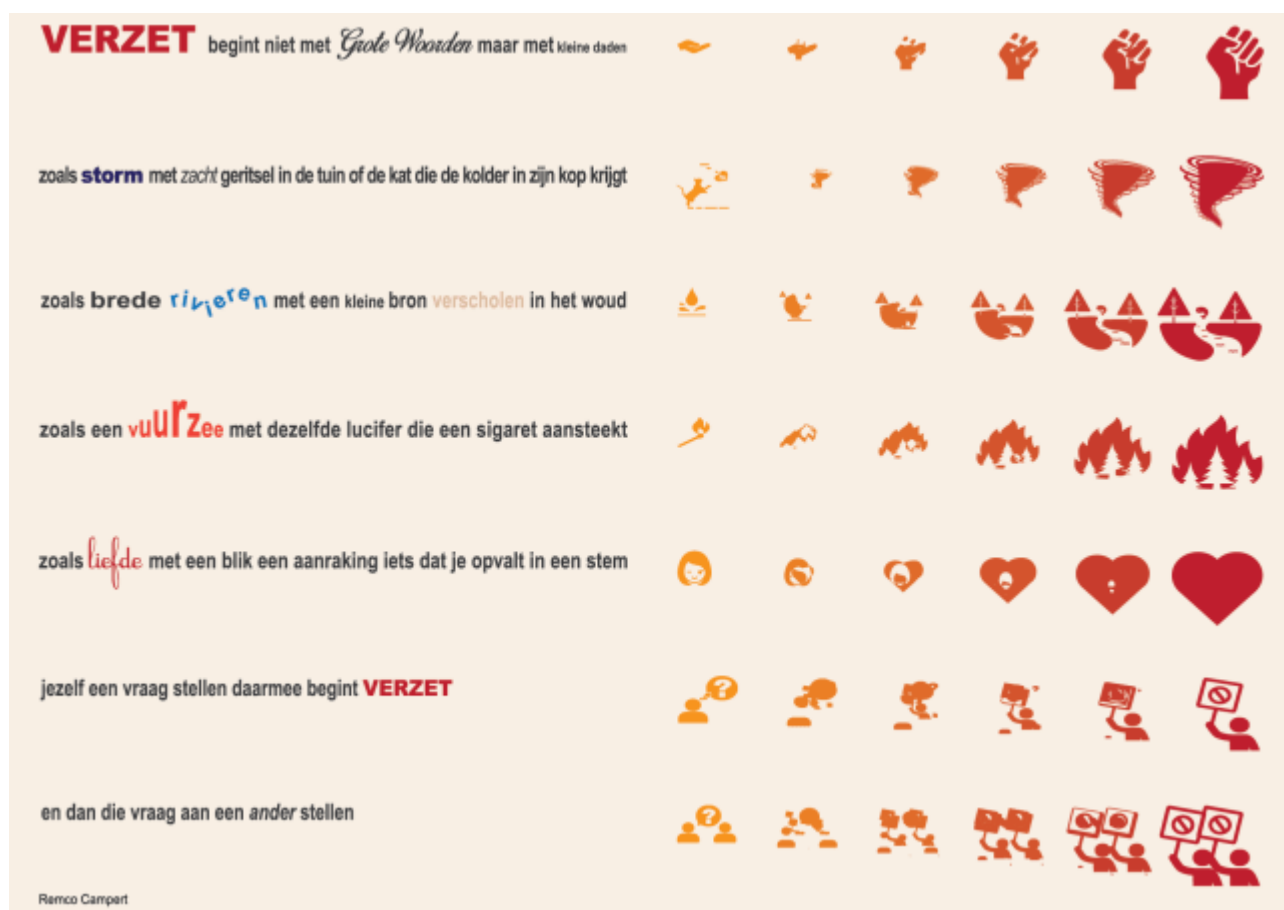 VERZET begint niet met Grote Woorden maar met kleine daden
zoals storm met zacht geritsel in de tuin of de kat die de kolder in zijn kop krijgt
zoals brede rivieren met een kleine bron verscholen in het woud
zoals een vuurzee met dezelfde lucifer die een sigaret aansteekt
zoals liefde met een blik een aanraking iets dat je opvalt in een stem
jezelf een vraag stellen daarmee begint VERZET
en dan die vraag aan een ander stellen
Remco Campert